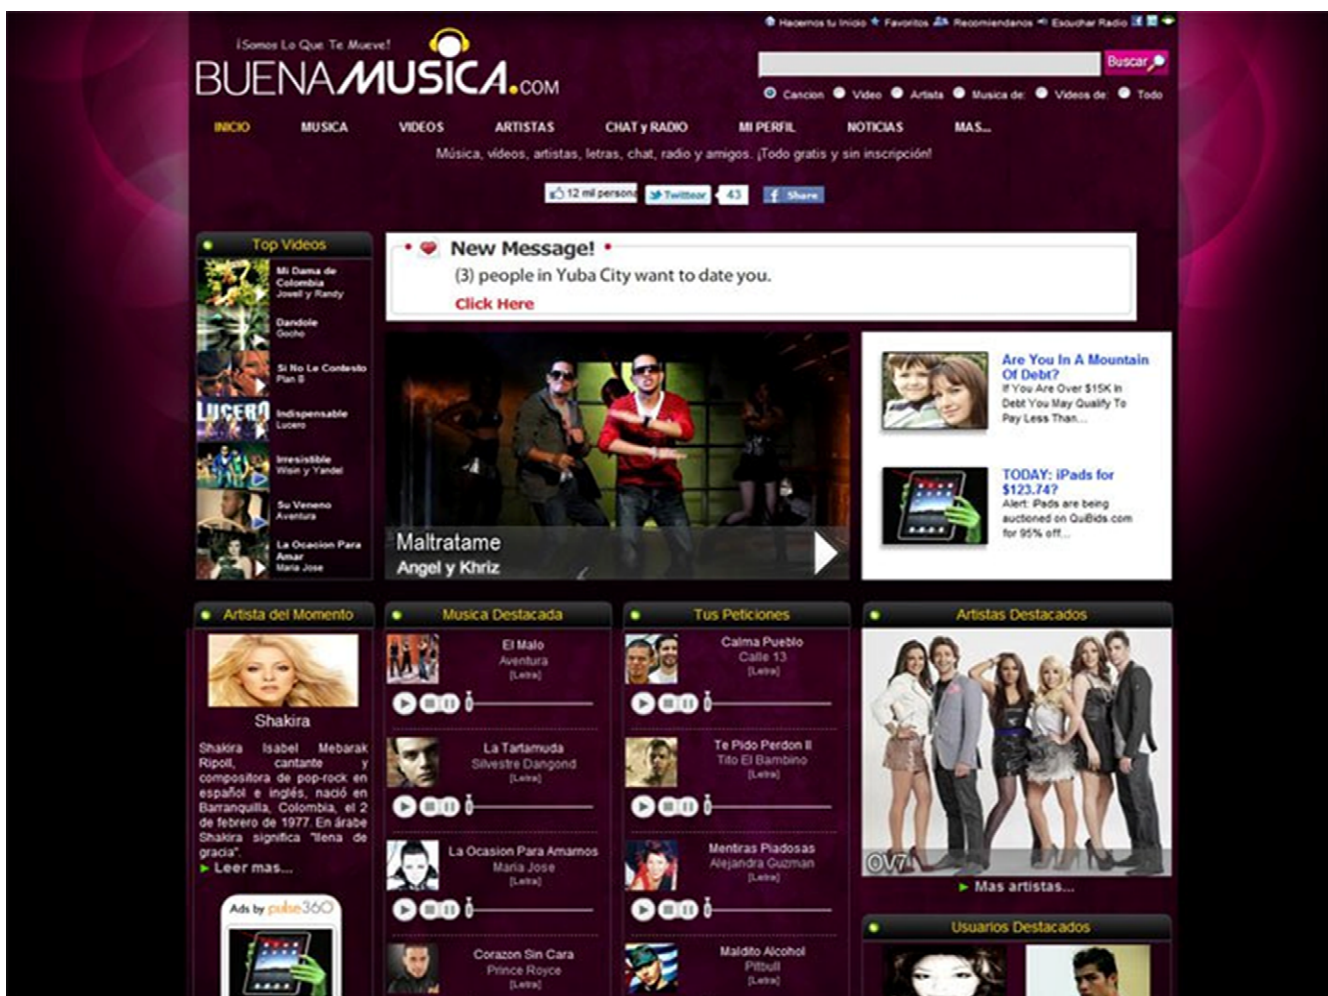 Hacernos tu Inicio Favoritos Recomiendanos Escuchar Radio
¡Somos Lo Que Te Mueve!
BUENAMUSICA.COM
Buscar
Cancion Video Artista Musica de: Videos de: Todo
INICIO MUSICA VIDEOS ARTISTAS CHAT y RADIO MI PERFIL NOTICIAS MAS...
Música, vídeos, artistas, letras, chat, radio y amigos. ¡Todo gratis y sin inscripción!
12 mil persona Twittear 43 Share
Top Videos
Mi Dama de
Colombia
Jowell y Randy
Dandole
Gocho
Si No Le Contesto
Plan B
LUCERO
Indispensable
Lucero
Irresistible
Wisin y Yandel
Su Veneno
Aventura
La Ocacion Para
Amar
Maria Jose
New Message!
(3) people in Yuba City want to date you.
Click Here
Maltratame
Angel y Khriz
Are You In A Mountain
Of Debt?
If You Are Over $15K In
Debt You May Qualify To
Pay Less Than...
TODAY: iPads for
$123.74?
Alert: iPads are being
auctioned on QuiBids.com
for 95% off...
Artista del Momento
Shakira
Shakira Isabel Mebarak
Ripoll, cantante y
compositora de pop-rock en
español e inglés, nació en
Barranquilla, Colombia, el 2
de febrero de 1977. En árabe
Shakira significa "llena de
gracia".
Leer mas...
Ads by pulse360
Musica Destacada
El Malo
Aventura
[Letra]
La Tartamuda
Silvestre Dangond
[Letra]
La Ocasion Para Amarnos
Maria Jose
[Letra]
Corazon Sin Cara
Prince Royce
[Letra]
Tus Peticiones
Calma Pueblo
Calle 13
[Letra]
Te Pido Perdon II
Tito El Bambino
[Letra]
Mentiras Piadosas
Alejandra Guzman
[Letra]
Maldito Alcohol
Pitbull
[Letra]
Artistas Destacados
OV7
Mas artistas...
Usuarios Destacados